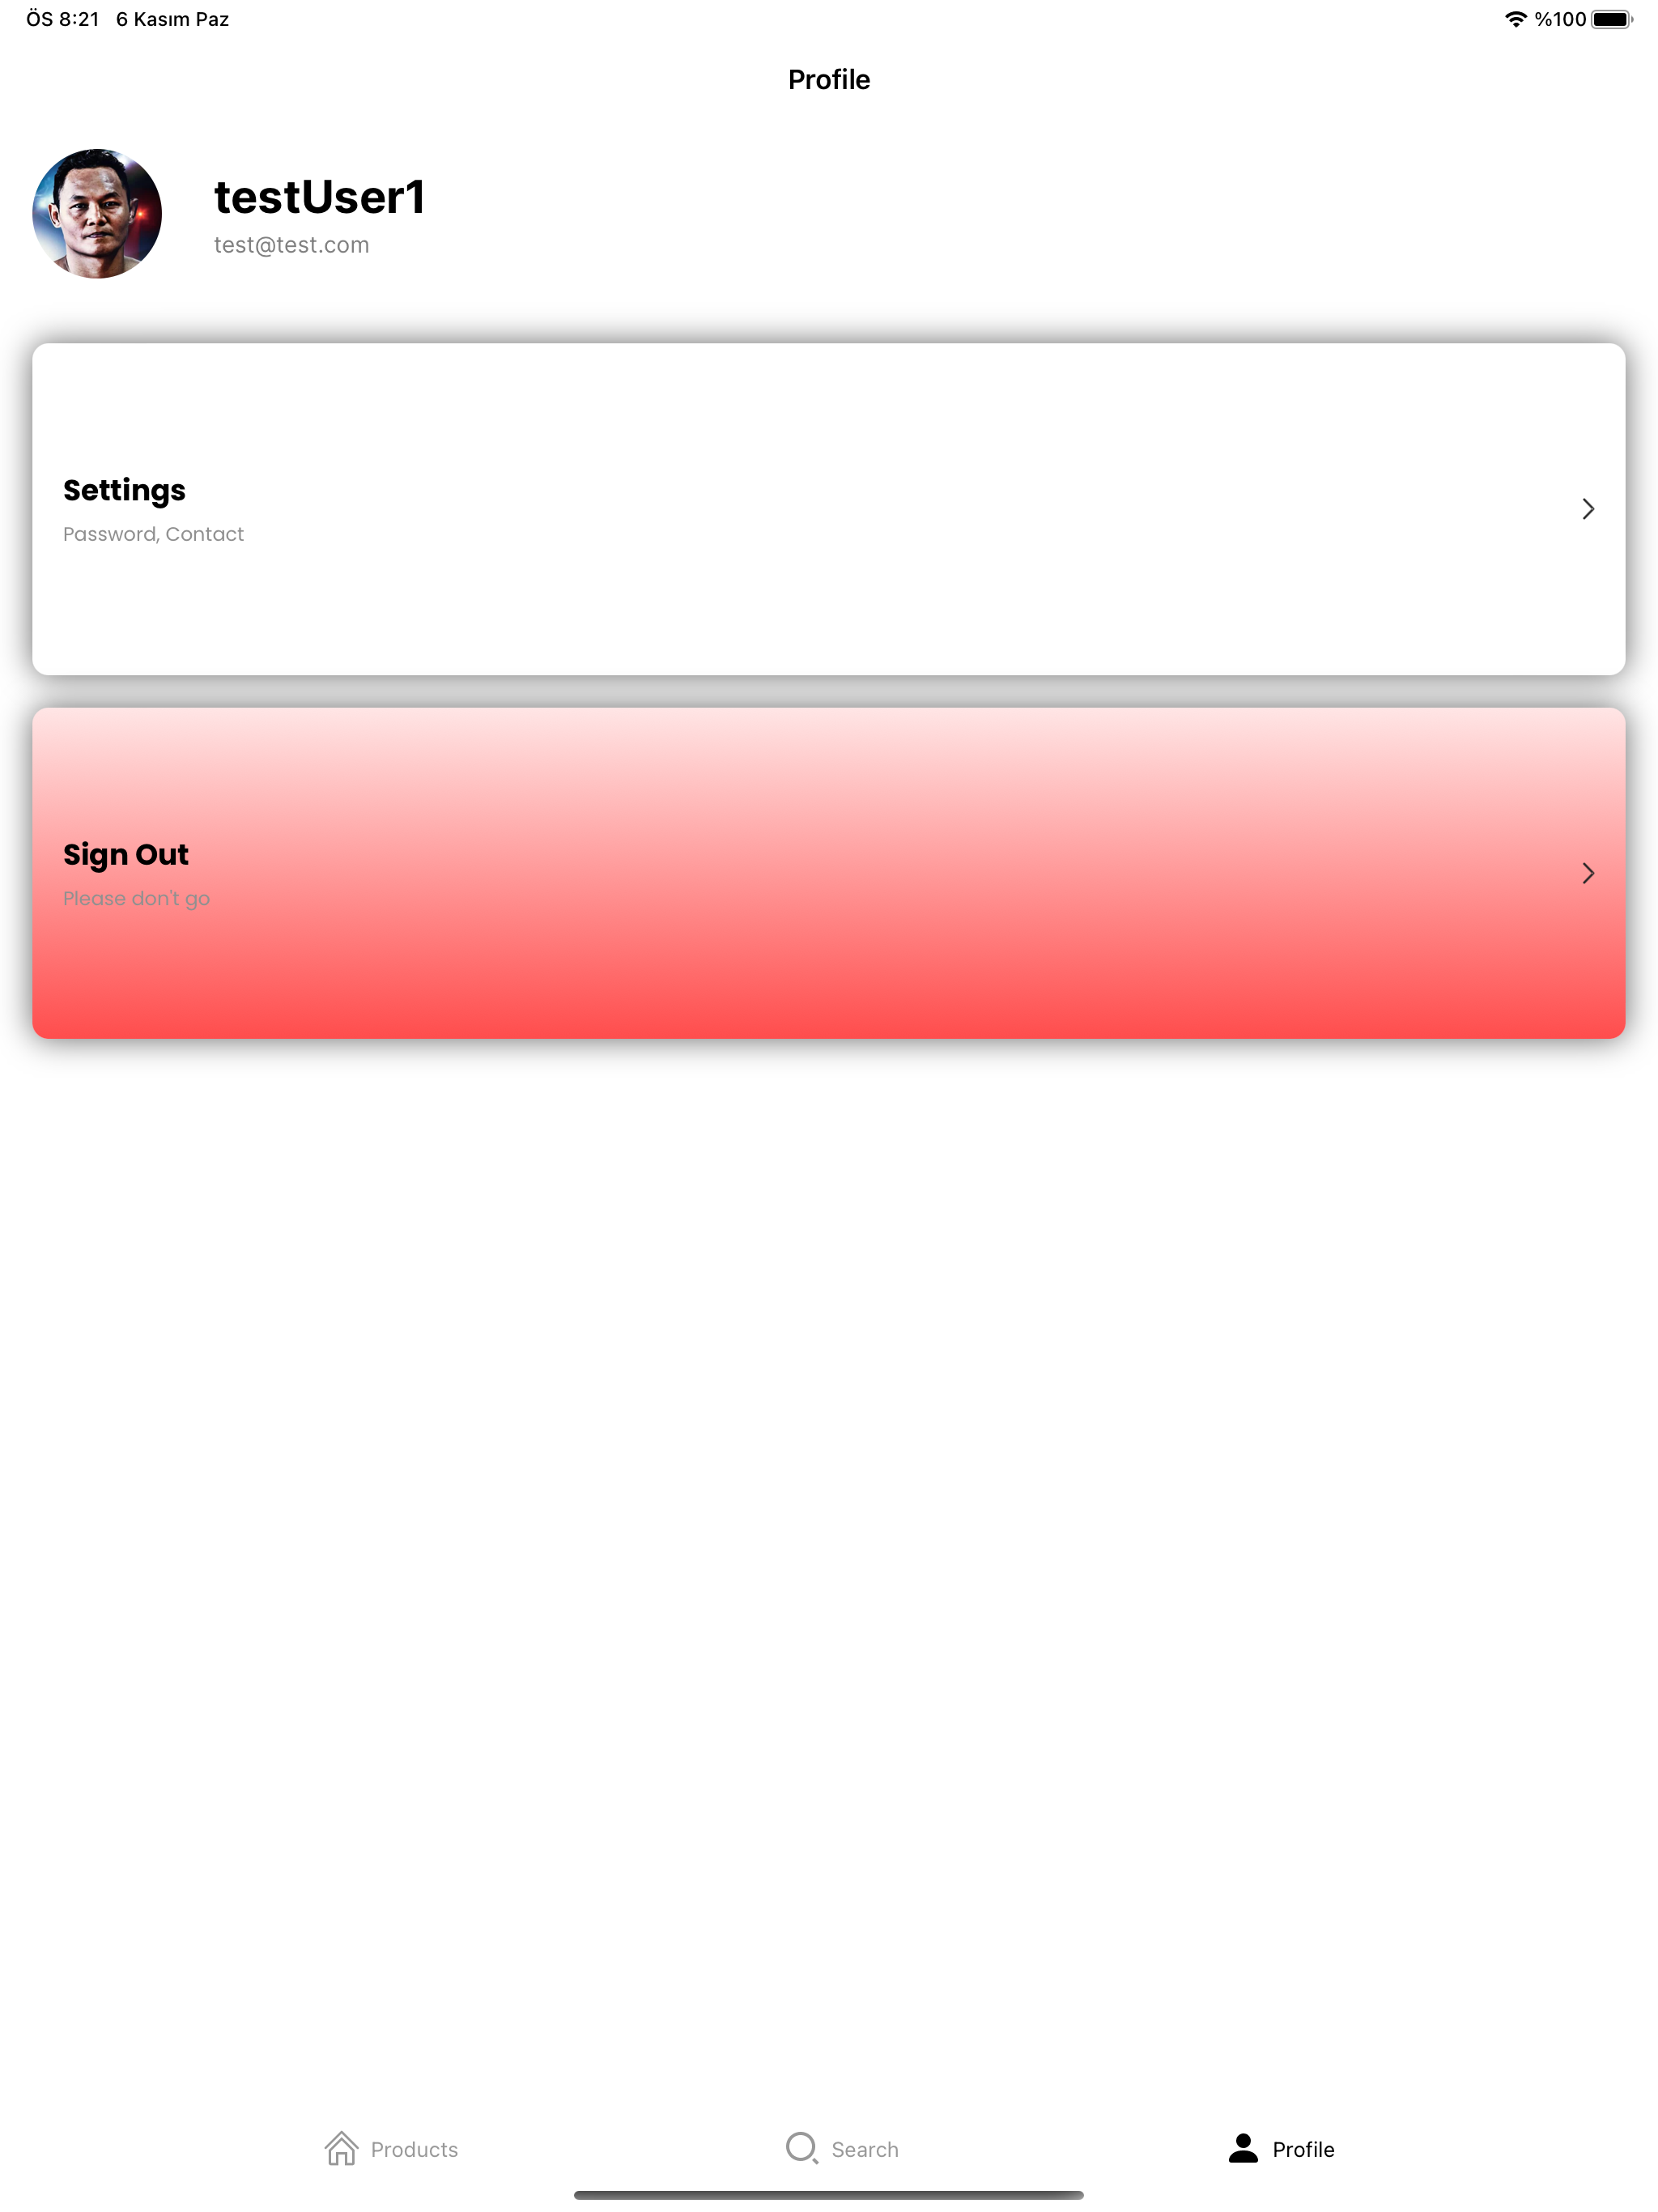 ÖS 8:21 6 Kasım Paz %100
Profile
testUser1
test@test.com
Settings
Password, Contact
Sign Out
Please don't go
Products Search Profile